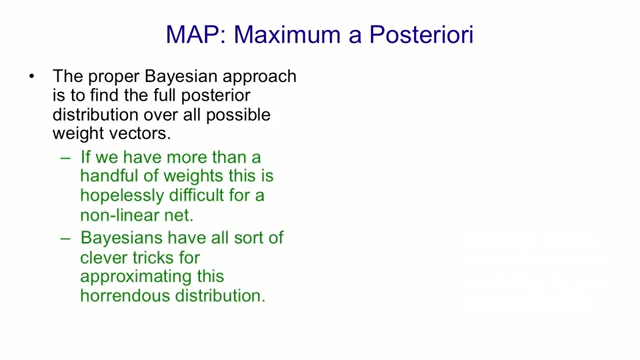 MAP: Maximum a Posteriori
• The proper Bayesian approach
is to find the full posterior
distribution over all possible
weight vectors.
– If we have more than a
handful of weights this is
hopelessly difficult for a
non-linear net.
– Bayesians have all sort of
clever tricks for
approximating this
horrendous distribution.